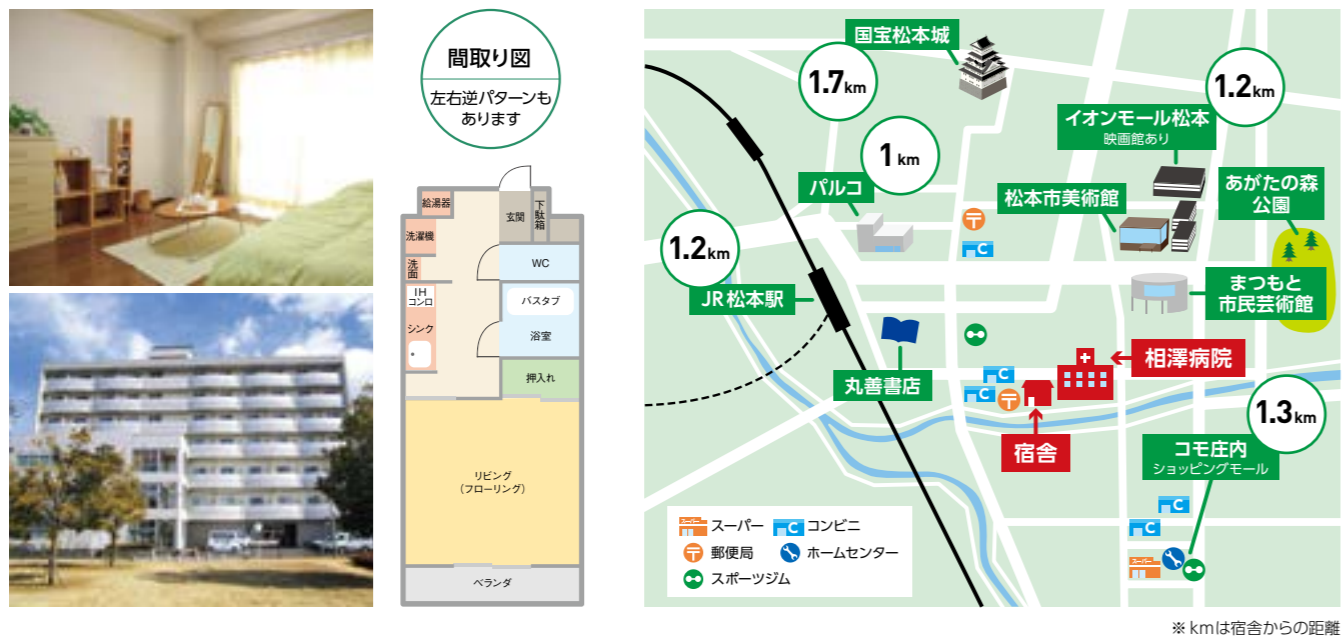 間取り図
左右逆パターンも
あります
給湯器
玄関
下駄箱
洗濯機
洗面
WC
IH
コンロ
バスタブ
シンク
浴室
押入れ
リビング
(フローリング)
ベランダ
国宝松本城
1.7km
1.2km
イオンモール松本
映画館あり
1km
パルコ
松本市美術館
あがたの森
公園
1.2km
JR松本駅
まつもと
市民芸術館
丸善書店
相澤病院
宿舎
1.3km
コモ庄内
ショッピングモール
C
C
C
C
C
スーパー
スーパー スーパー
C コンビニ
郵便局
ホームセンター
スポーツジム
※kmは宿舎からの距離